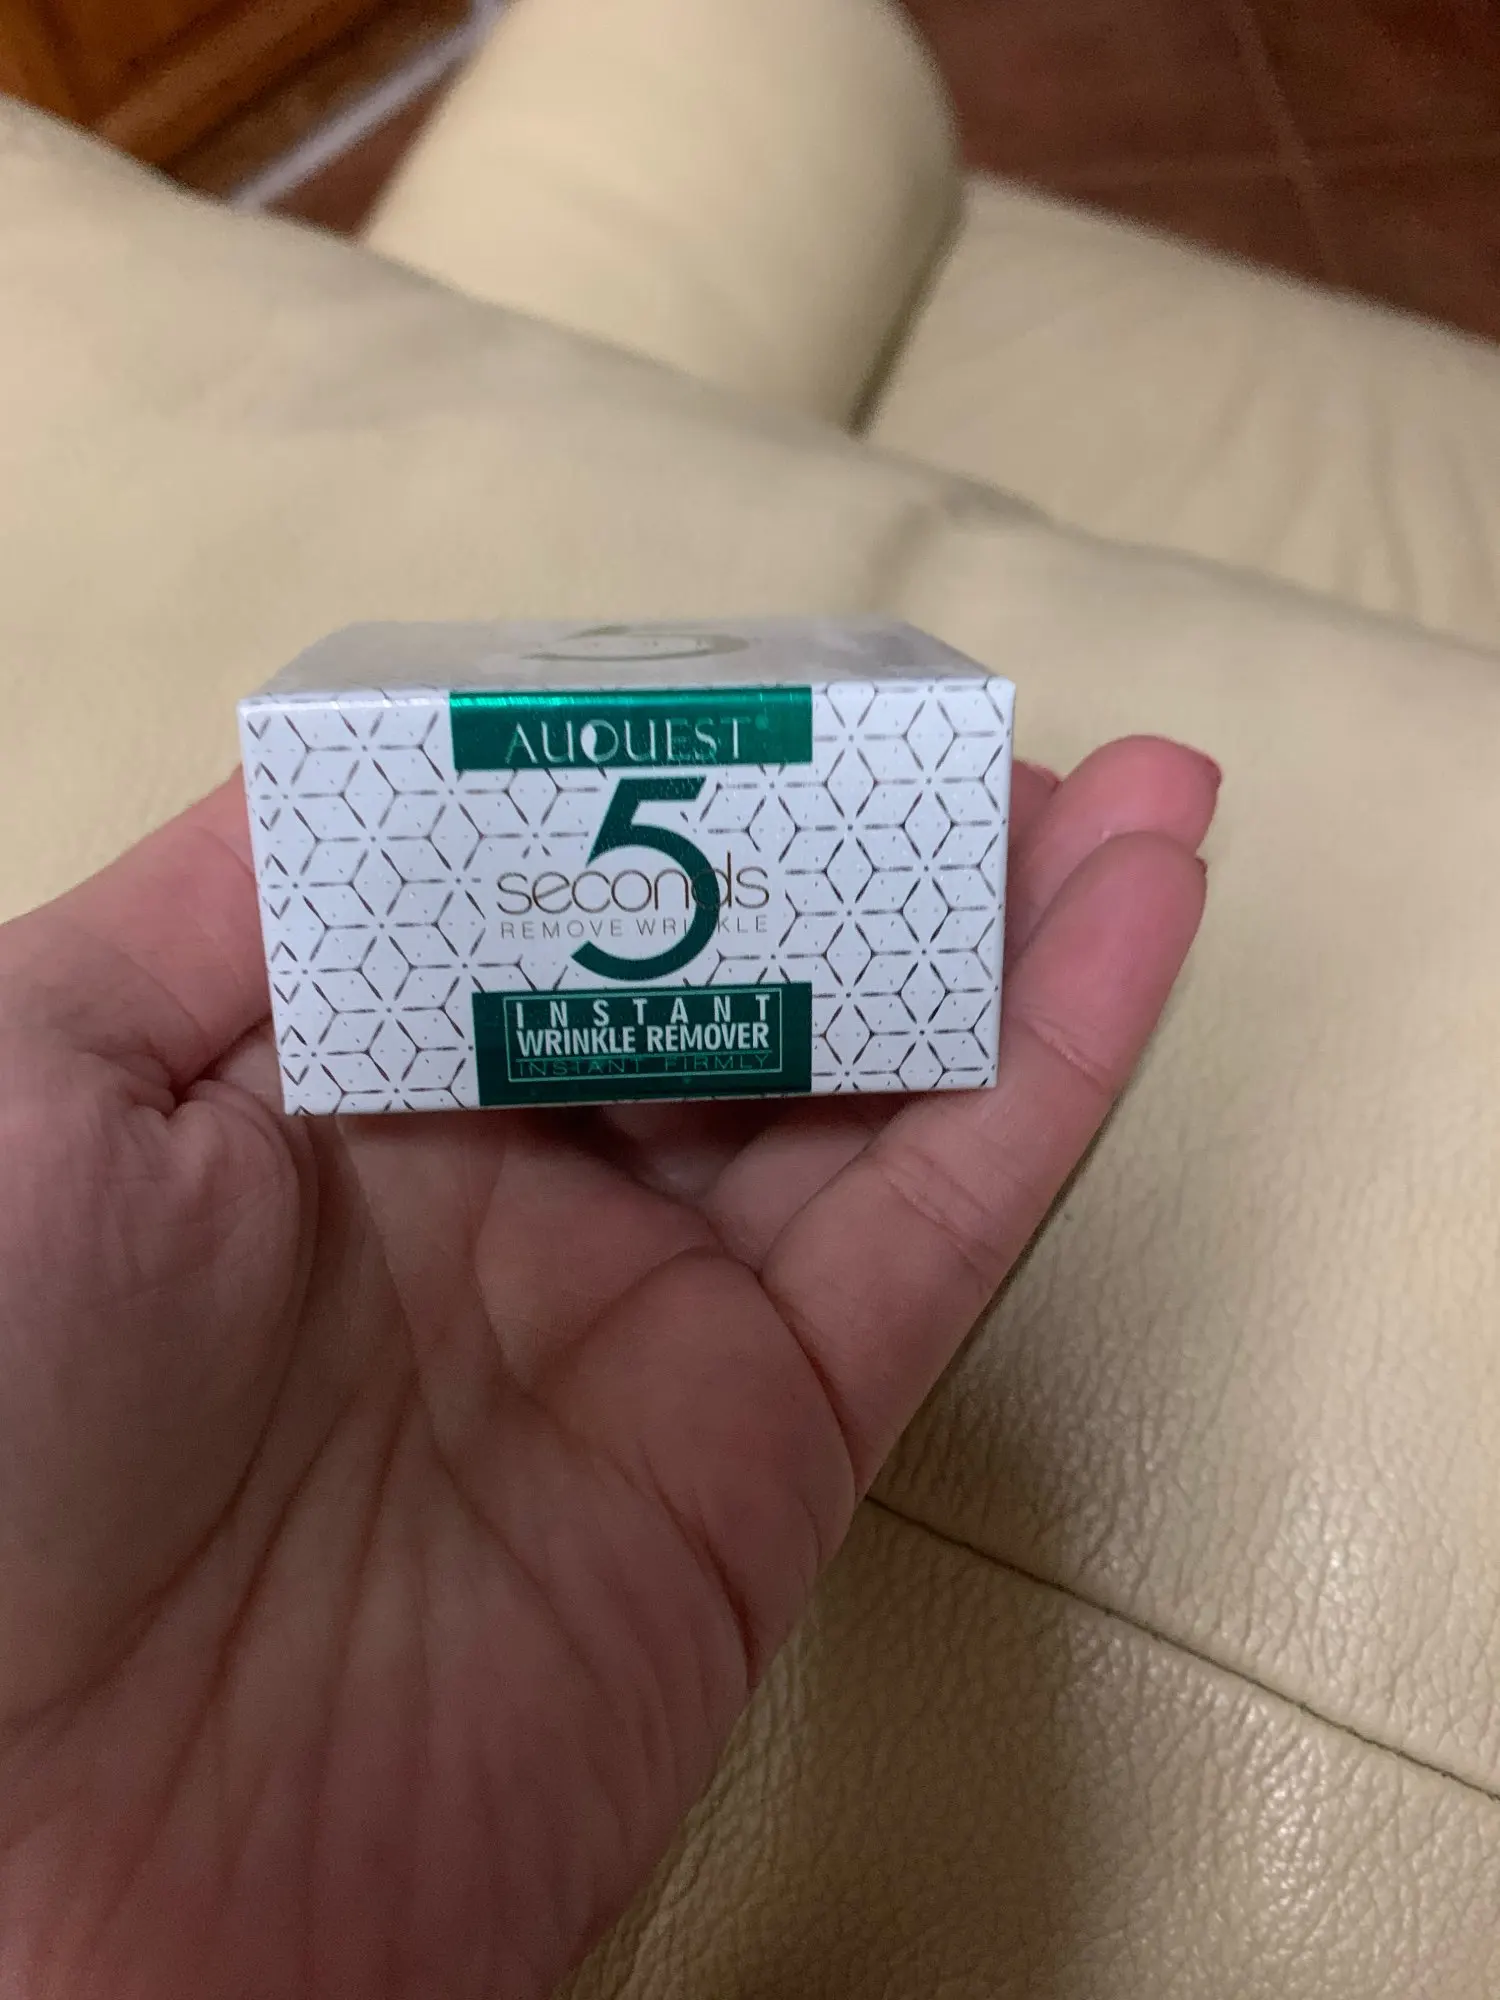 AUQUEST
5
seconds
REMOVE WRINKLE
INSTANT
WRINKLE REMOVER
INSTANT FIRMLY